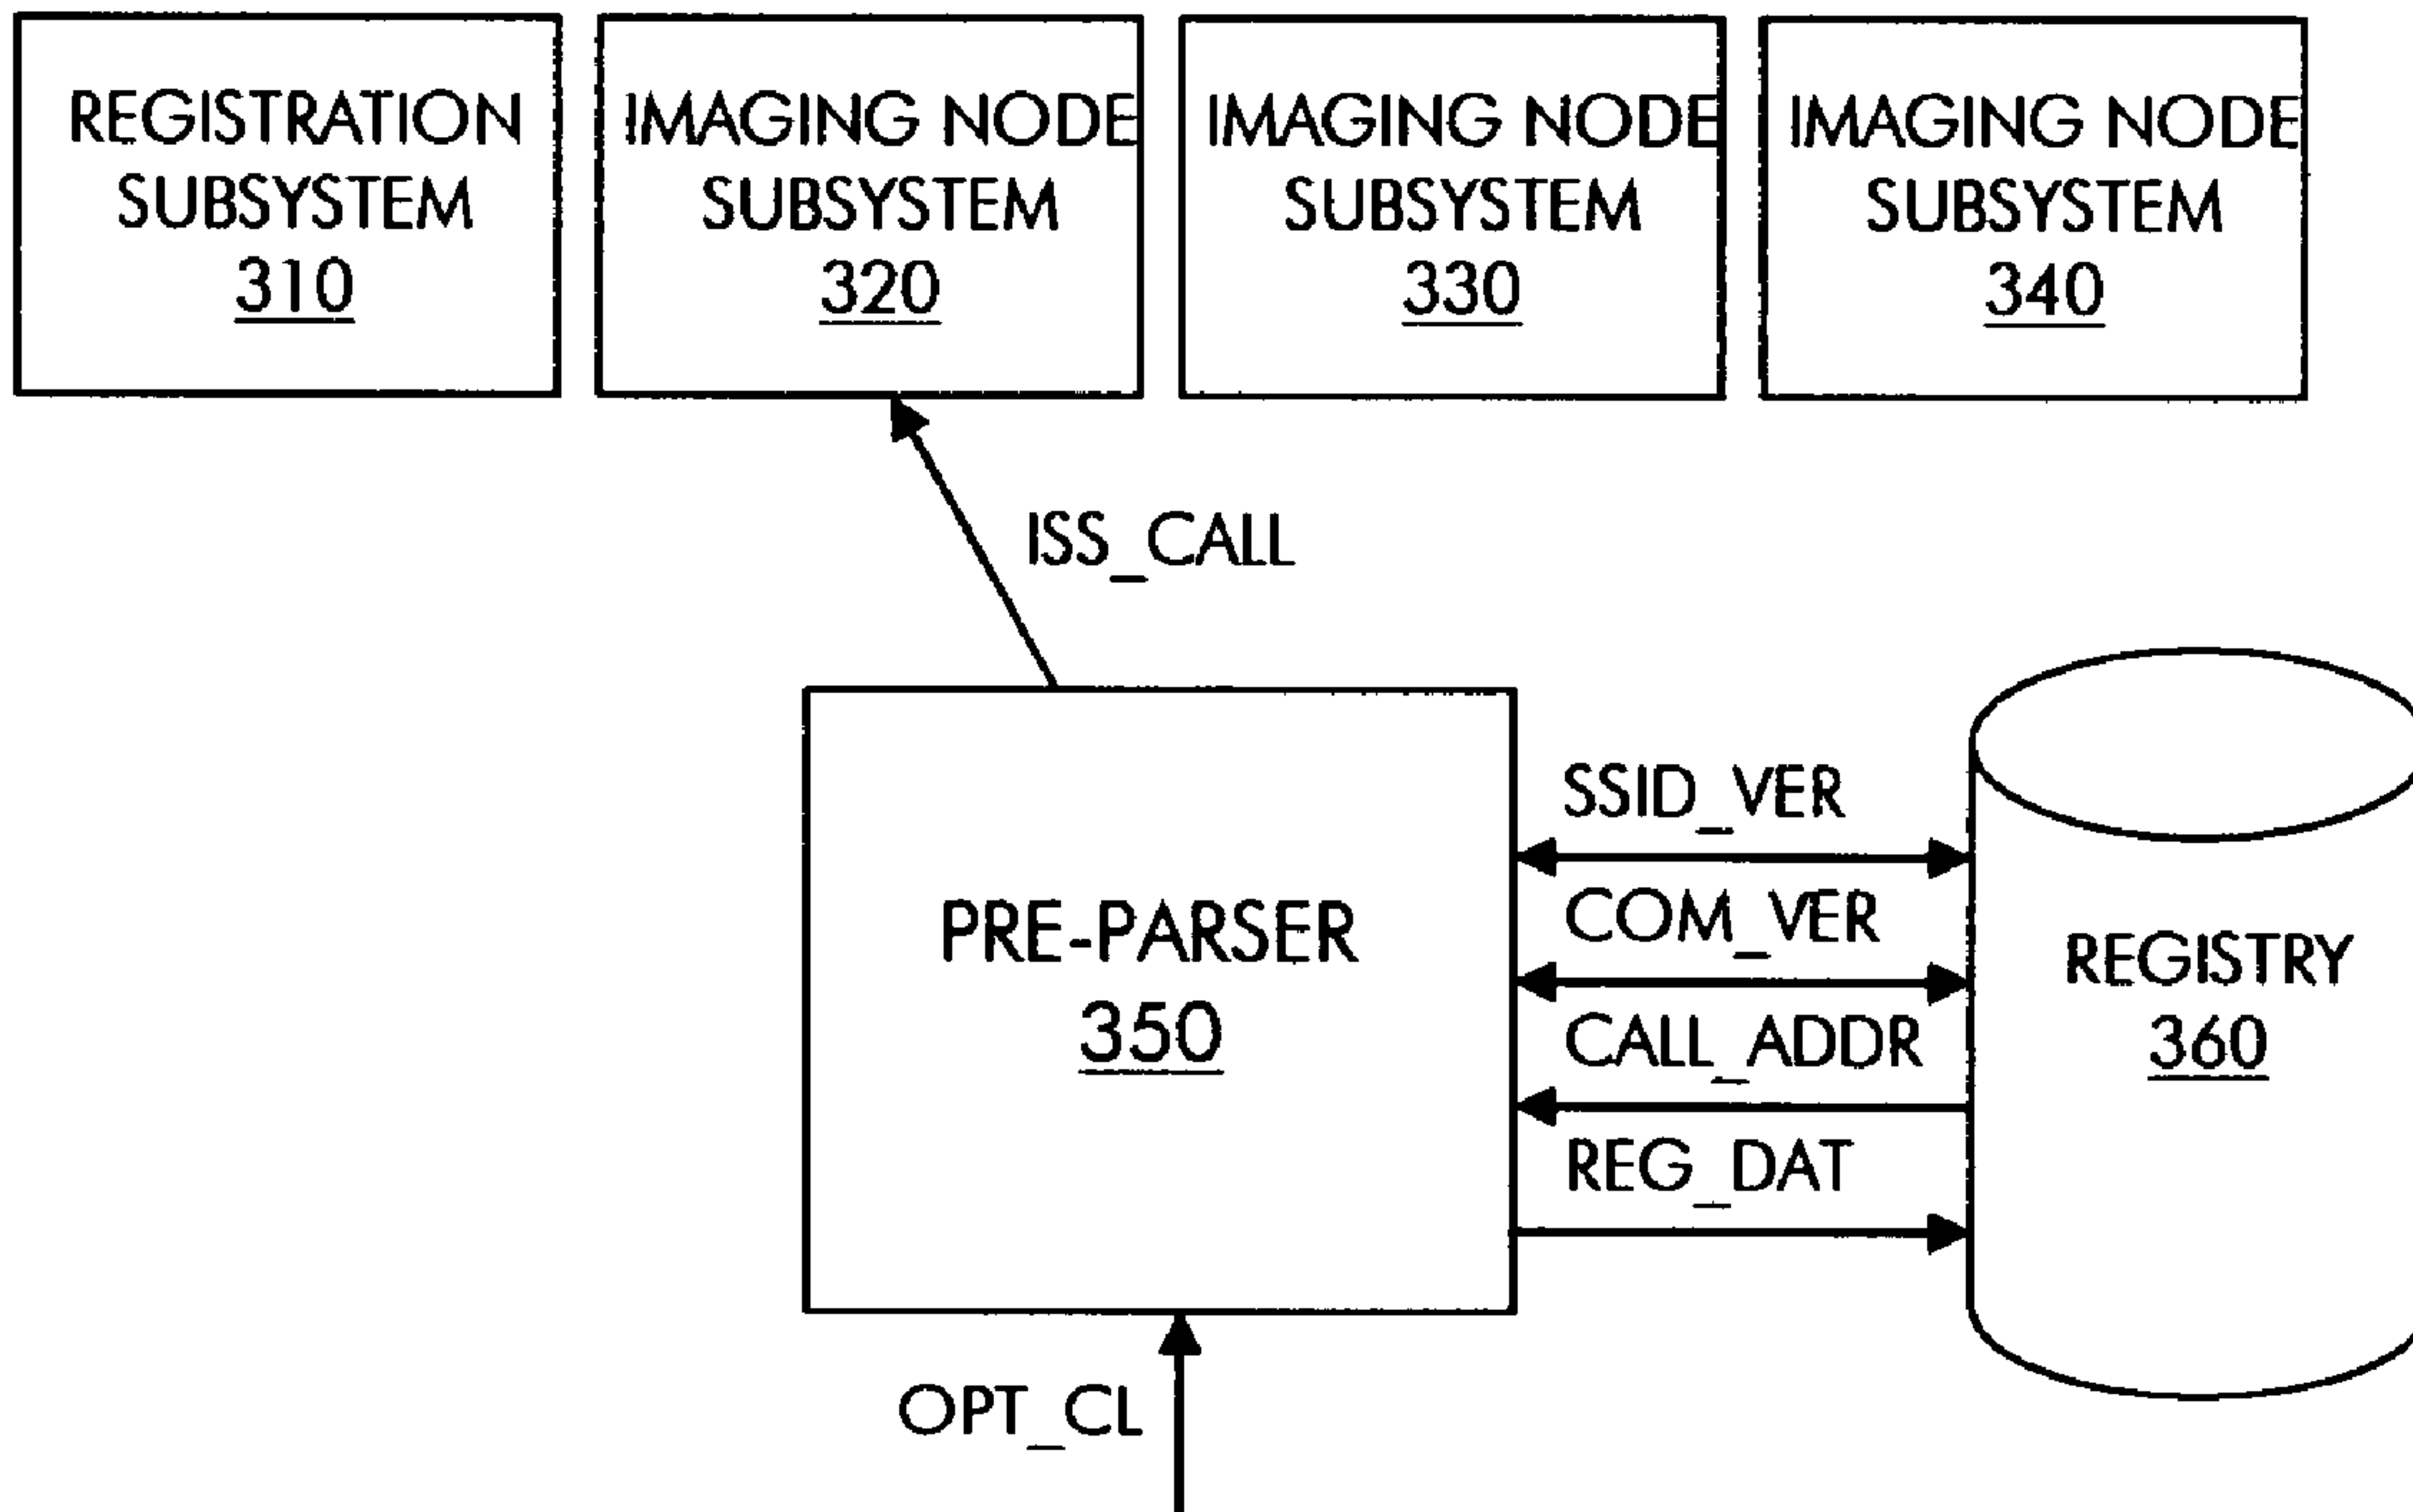 REGISTRATION
SUBSYSTEM
310
IMAGING NODE
SUBSYSTEM
320
IMAGING NODE
SUBSYSTEM
330
IMAGING NODE
SUBSYSTEM
340
ISS_CALL
PRE-PARSER
350
SSID_VER
COM_VER
CALL_ADDR
REG_DAT
REGISTRY
360
OPT_CL